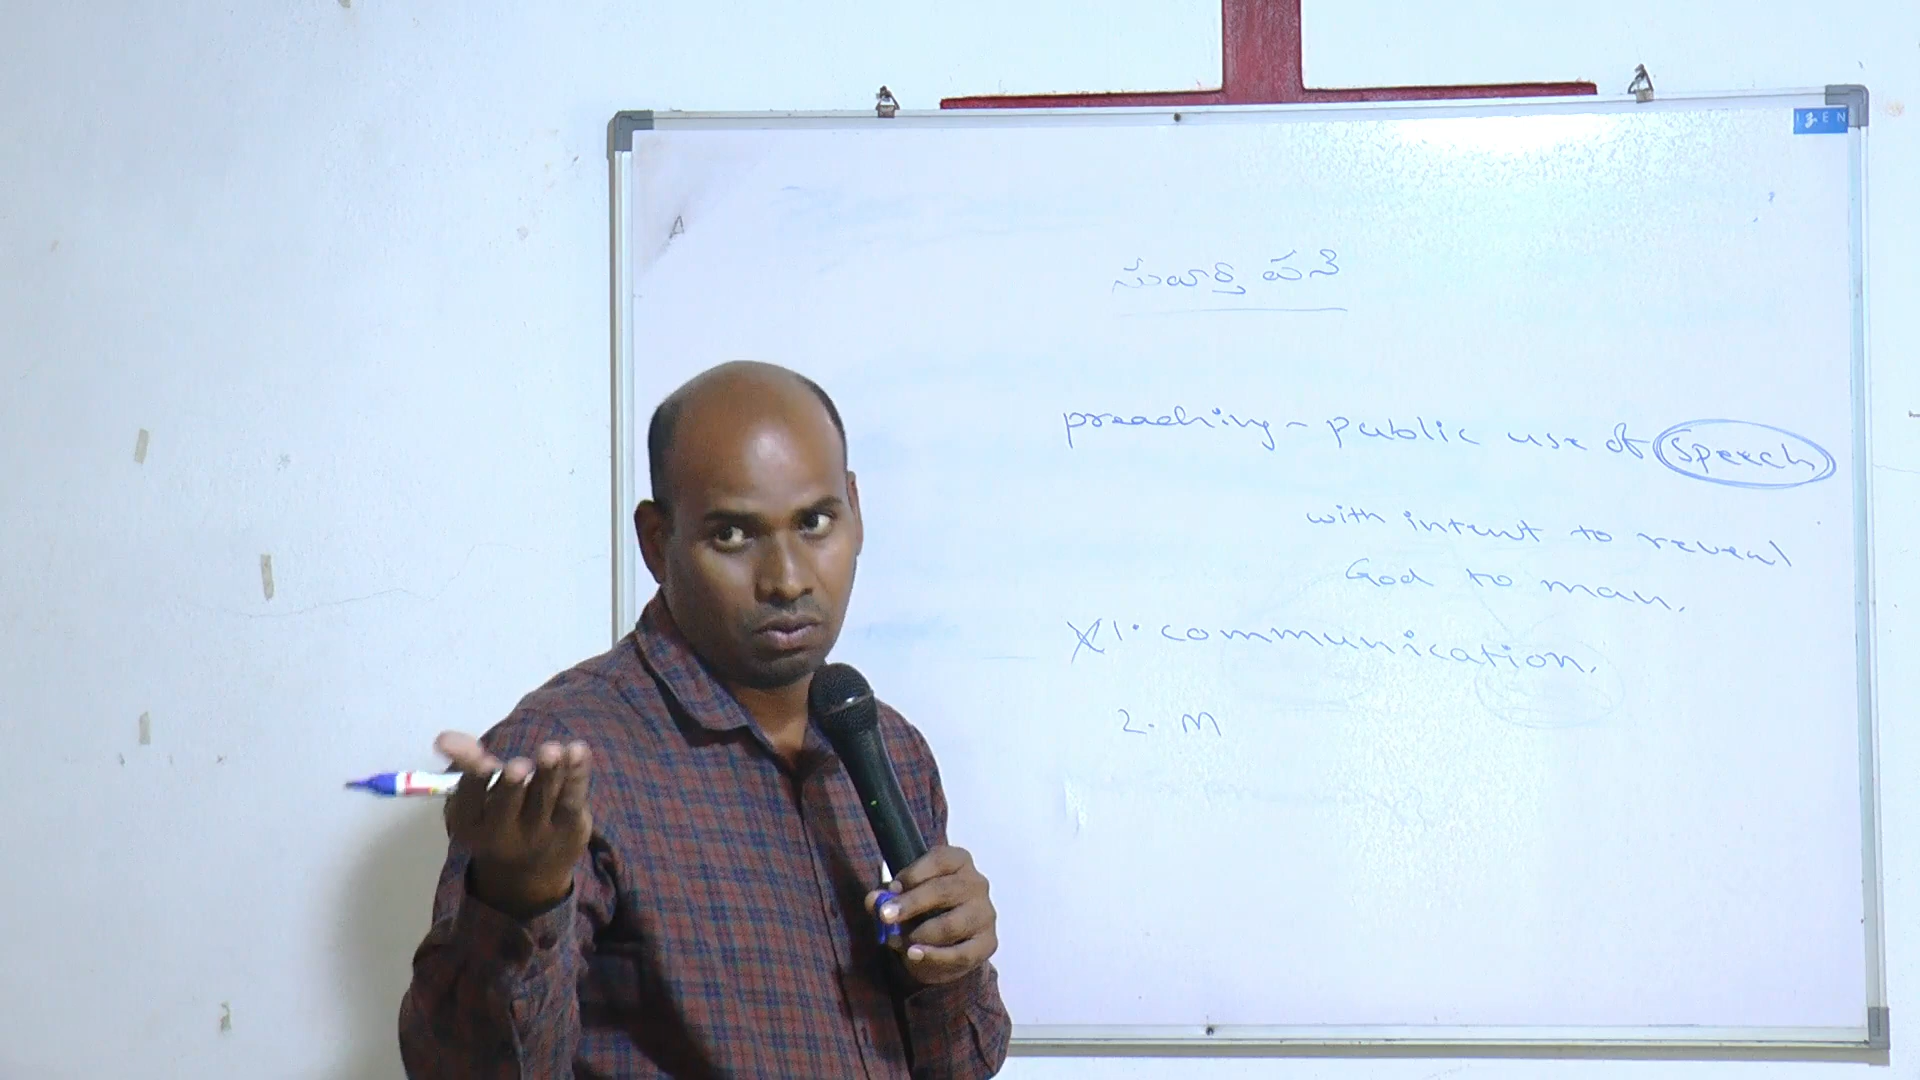 సువార్త పని
preaching - public use of speech
with intent to reveal
God to man.
X 1. communication.
2. M